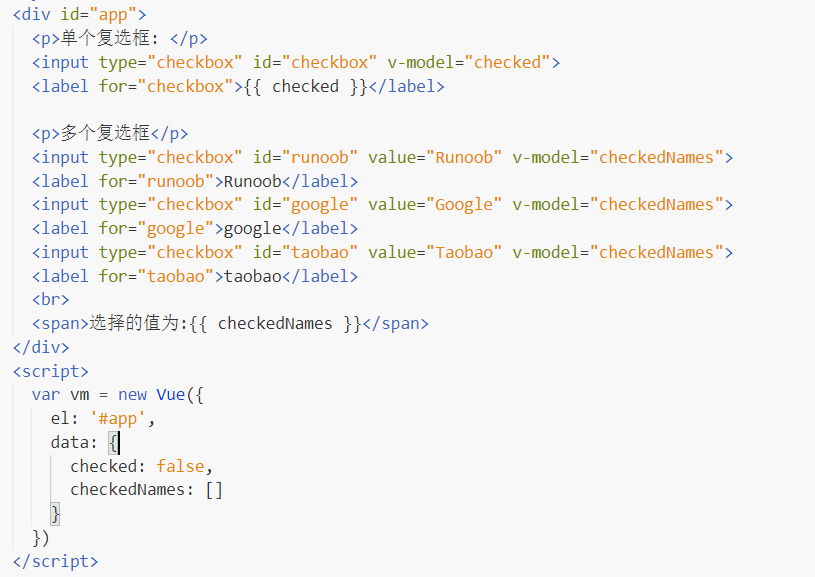 <div id="app">
<p>单个复选框: </p>
<input type="checkbox" id="checkbox" v-model="checked">
<label for="checkbox">{{ checked }}</label>
<p>多个复选框</p>
<input type="checkbox" id="runoob" value="Runoob" v-model="checkedNames">
<label for="runoob">Runoob</label>
<input type="checkbox" id="google" value="Google" v-model="checkedNames">
<label for="google">google</label>
<input type="checkbox" id="taobao" value="Taobao" v-model="checkedNames">
<label for="taobao">taobao</label>
<br>
<span>选择的值为:{{ checkedNames }}</span>
</div>
<script>
var vm = new Vue({
el: '#app',
data: {
checked: false,
checkedNames: []
}
})
</script>